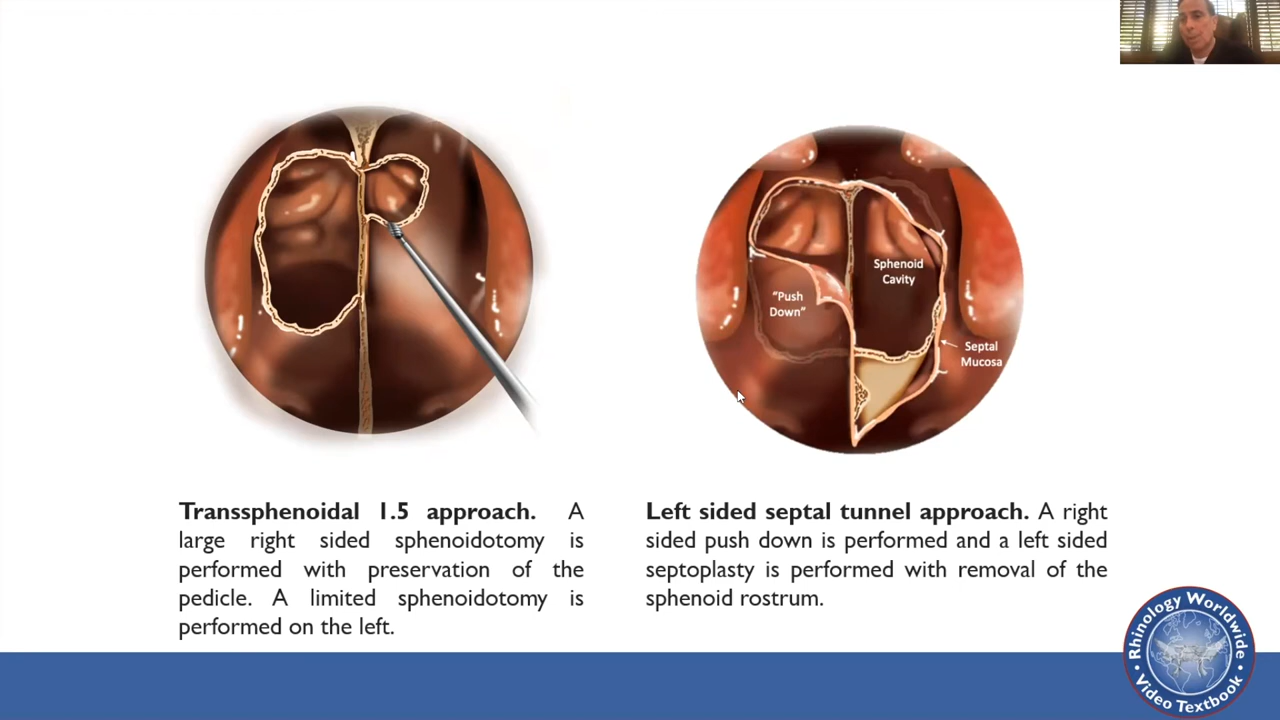 Sphenoid
Cavity
“Push
Down”
Septal
Mucosa
Transsphenoidal 1.5 approach. A
large right sided sphenoidotomy is
performed with preservation of the
pedicle. A limited sphenoidotomy is
performed on the left.
Left sided septal tunnel approach. A right
sided push down is performed and a left sided
septoplasty is performed with removal of the
sphenoid rostrum.
Rhinology Worldwide
• Video Textbook •